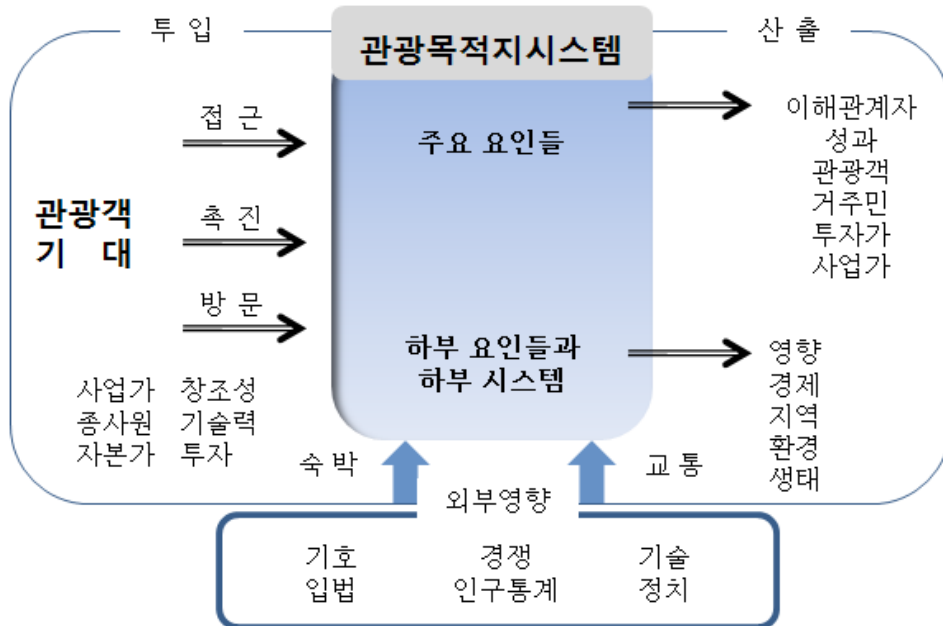 투 입
관광목적지시스템
산 출
접 근
촉 진
방 문
관광객
기 대
사업가 창조성
종사원 기술력
자본가 투자
주요 요인들
하부 요인들과
하부 시스템
이해관계자
성과
관광객
거주민
투자가
사업가
영향
경제
지역
환경
생태
숙 박
교 통
외부영향
기호 경쟁 기술
입법 인구통계 정치